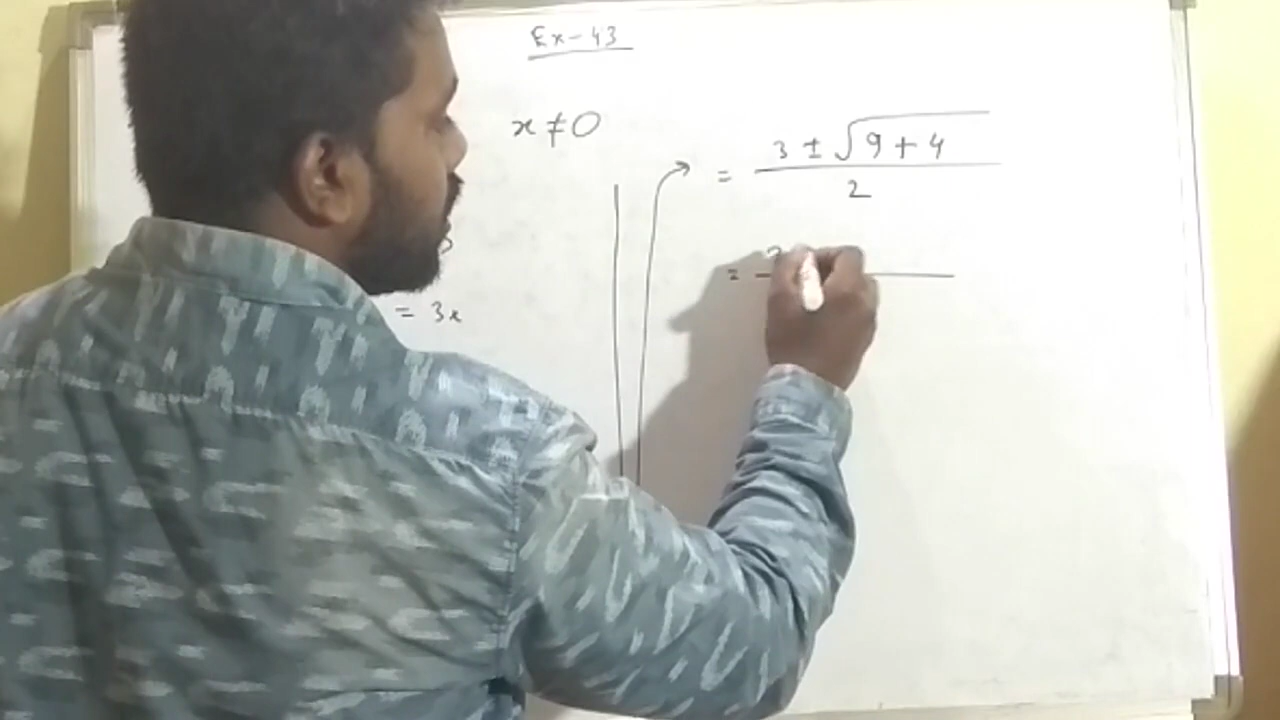 Ex-43
x ≠ 0
= 3x
= 3 ± √9 + 4
2
=